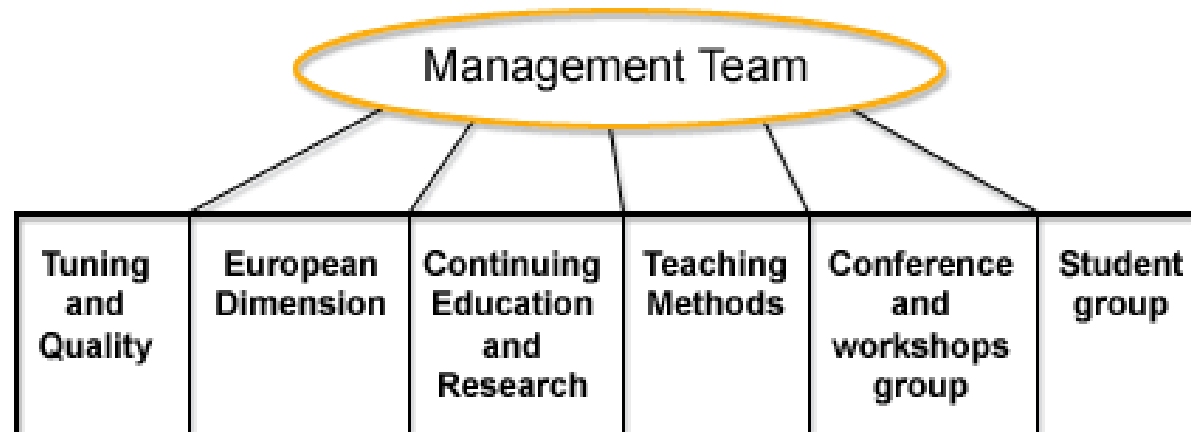 Management Team
Tuning
and
Quality
European
Dimension
Continuing
Education
and
Research
Teaching
Methods
Conference
and
workshops
group
Student
group